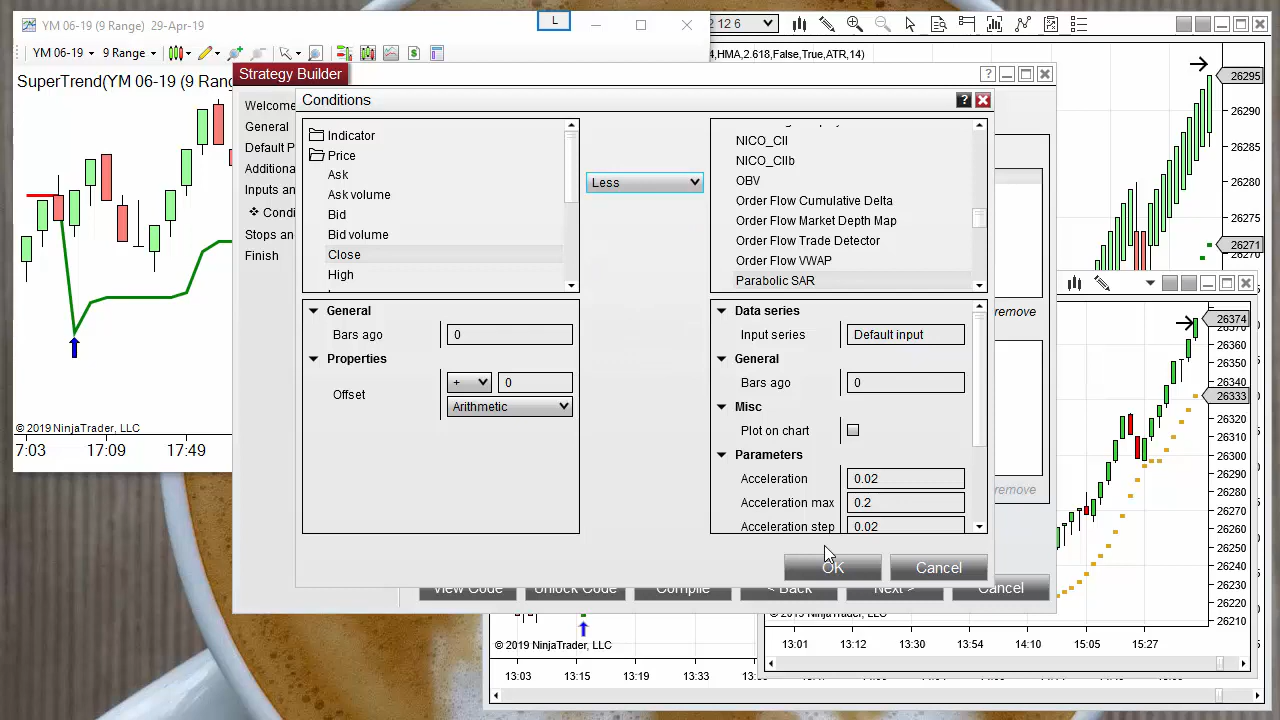 YM 06-19 (9 Range) 29-Apr-19
L
YM 06-19
9 Range
SuperTrend(YM 06-19 (9 Rang
© 2019 NinjaTrader, LLC
7:03 17:09 17:49
2 12 6
,HMA,2.618,False,True,ATR,14)
26295
26290
26285
26280
26275
26271
26270
Strategy Builder
Welcome
General
Default P
Additiona
Inputs an
Condi
Stops an
Finish
Conditions
Indicator
Price
Ask
Ask volume
Bid
Bid volume
Close
High
Less
NICO_CII
NICO_CIIb
OBV
Order Flow Cumulative Delta
Order Flow Market Depth Map
Order Flow Trade Detector
Order Flow VWAP
Parabolic SAR
General
Bars ago 0
Properties
Offset + 0
Arithmetic
Data series
Input series Default input
General
Bars ago 0
Misc
Plot on chart
Parameters
Acceleration 0.02
Acceleration max 0.2
Acceleration step 0.02
OK Cancel
remove
remove
View Code Unlock Code Compile < Back Next > Cancel
26374
26370
26360
26350
26340
26333
26320
26310
26300
26290
26280
26270
26260
26250
26240
26230
26220
26210
© 2019 NinjaTrader, LLC
13:01 13:12 13:30 13:54 14:10 15:05 15:27
© 2019 NinjaTrader, LLC
13:03 13:15 13:19 13:33 13: